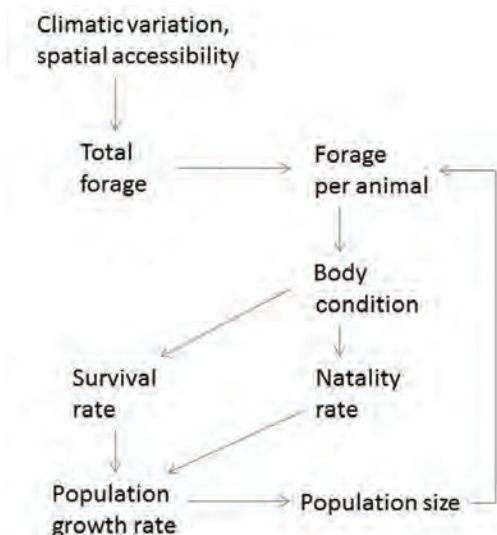 Climatic variation,
spatial accessibility
Total
forage
Forage
per animal
Body
condition
Survival
rate
Natality
rate
Population
growth rate
Population size